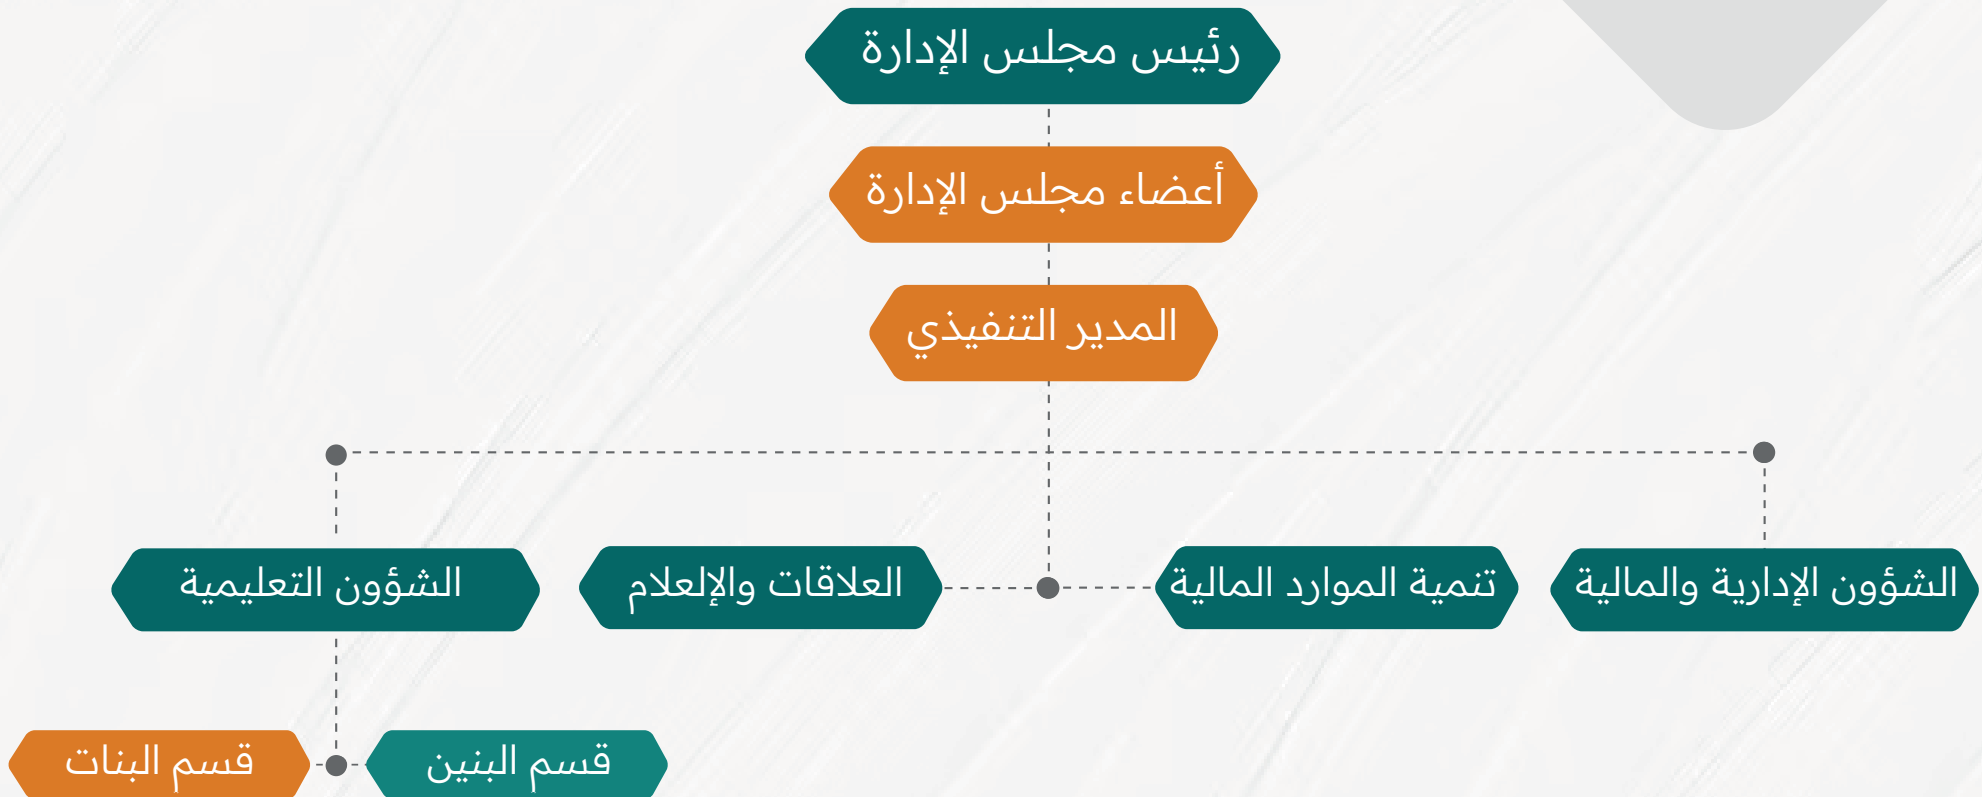 رئيس مجلس الإدارة
أعضاء مجلس الإدارة
المدير التنفيذي
الشؤون الإدارية والمالية
تنمية الموارد المالية
العلاقات والإلعلام
الشؤون التعليمية
قسم البنين
قسم البنات